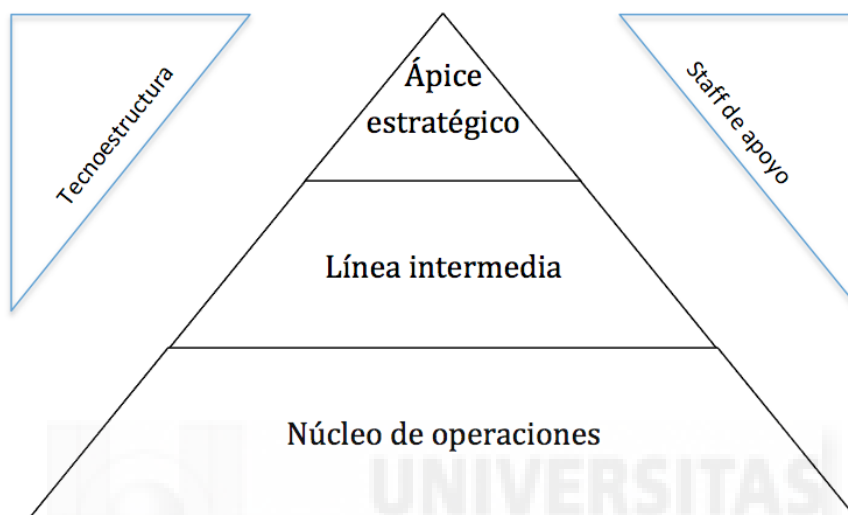 Tecnoestructura
Ápice
estratégico
Staff de apoyo
Línea intermedia
Núcleo de operaciones
UNIVERSITAS